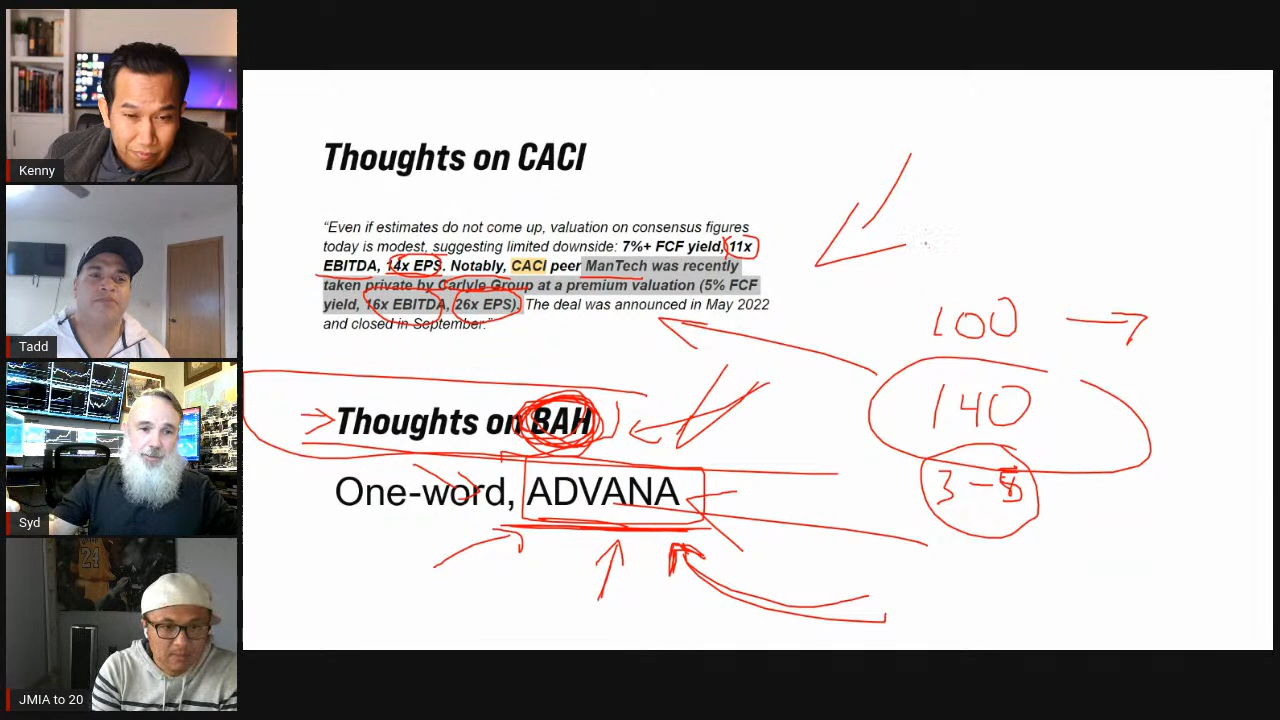 Kenny
Tadd
Syd
JMIA to 20
Thoughts on CACI
“Even if estimates do not come up, valuation on consensus figures
today is modest, suggesting limited downside: 7%+ FCF yield, 11x
EBITDA, 14x EPS. Notably, CACI peer ManTech was recently
taken private by Carlyle Group at a premium valuation (5% FCF
yield, 16x EBITDA, 26x EPS). The deal was announced in May 2022
and closed in September.”
100
140
Thoughts on BAH
One-word, ADVANA
3-8
24